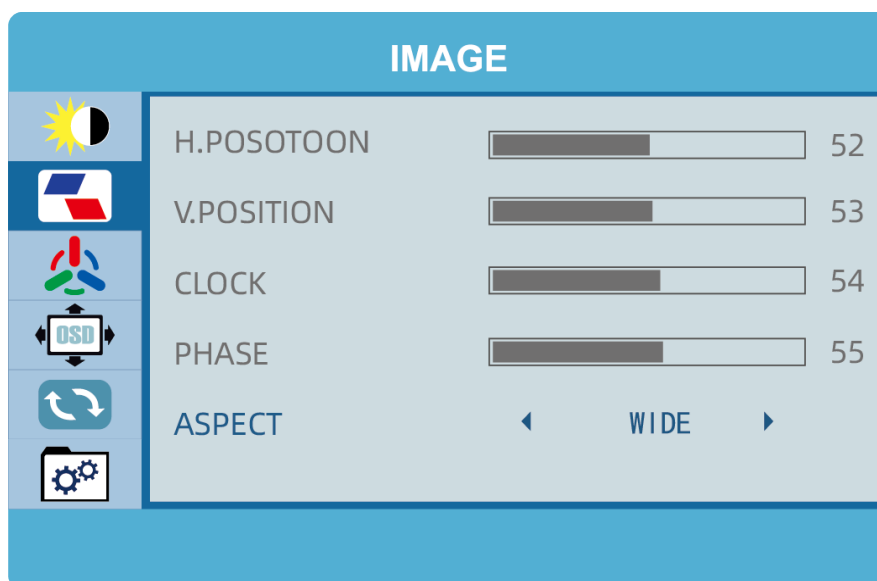 IMAGE
H.POSOTOON 52
V.POSITION 53
CLOCK 54
PHASE 55
OSD
ASPECT WIDE